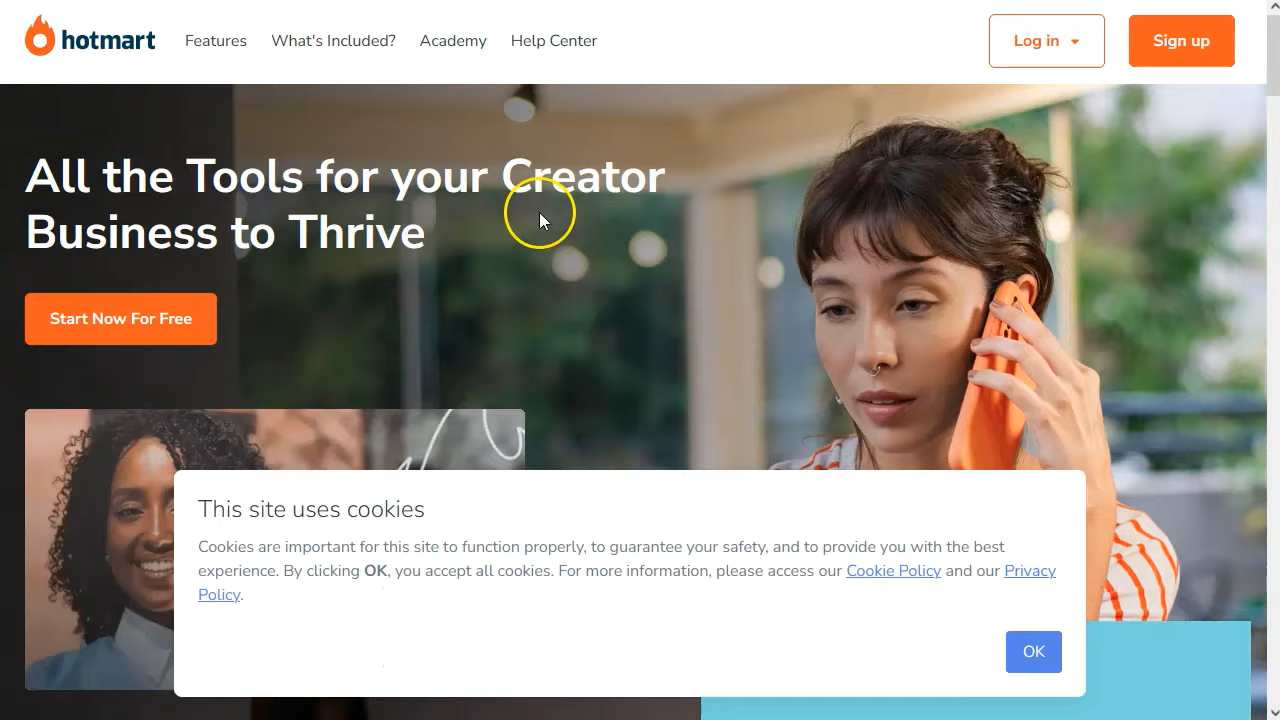 hotmart
Features What's Included? Academy Help Center
Log in
Sign up
All the Tools for your Creator
Business to Thrive
Start Now For Free
This site uses cookies
Cookies are important for this site to function properly, to guarantee your safety, and to provide you with the best
experience. By clicking OK, you accept all cookies. For more information, please access our Cookie Policy and our Privacy
Policy.
OK